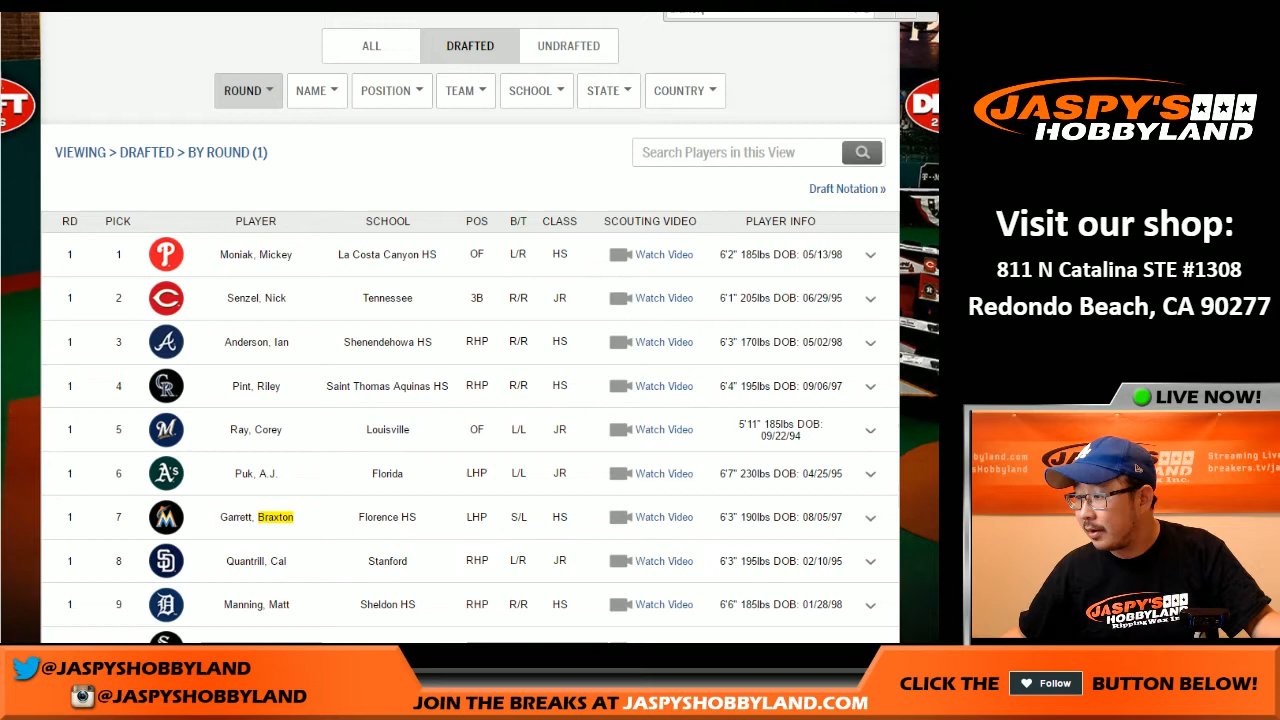 ALL
DRAFTED
UNDRAFTED
ROUND
NAME
POSITION
TEAM
SCHOOL
STATE
COUNTRY
VIEWING > DRAFTED > BY ROUND (1)
Search Players in this View
Draft Notation »
RD PICK PLAYER SCHOOL POS B/T CLASS SCOUTING VIDEO PLAYER INFO
1 1 Moniak, Mickey La Costa Canyon HS OF L/R HS Watch Video 6'2" 185lbs DOB: 05/13/98
1 2 Senzel, Nick Tennessee 3B R/R JR Watch Video 6'1" 205lbs DOB: 06/29/95
1 3 Anderson, Ian Shenendehowa HS RHP R/R HS Watch Video 6'3" 170lbs DOB: 05/02/98
1 4 Pint, Riley Saint Thomas Aquinas HS RHP R/R HS Watch Video 6'4" 195lbs DOB: 09/06/97
1 5 Ray, Corey Louisville OF L/L JR Watch Video 5'11" 185lbs DOB:
09/22/94
1 6 Puk, A.J. Florida LHP L/L JR Watch Video 6'7" 230lbs DOB: 04/25/95
1 7 Garrett, Braxton Florence HS LHP S/L HS Watch Video 6'3" 190lbs DOB: 08/05/97
1 8 Quantrill, Cal Stanford RHP L/R JR Watch Video 6'3" 195lbs DOB: 02/10/95
1 9 Manning, Matt Sheldon HS RHP R/R HS Watch Video 6'6" 185lbs DOB: 01/28/98
JASPY'S
HOBBYLAND
Visit our shop:
811 N Catalina STE #1308
Redondo Beach, CA 90277
LIVE NOW!
byland.com
sHobbyland
Streaming Live
breakers.tv/ja
JASPY'S
HOBBYLAND
@JASPYSHOBBYLAND
@JASPYSHOBBYLAND
JOIN THE BREAKS AT JASPYSHOBBYLAND.COM
CLICK THE Follow BUTTON BELOW!